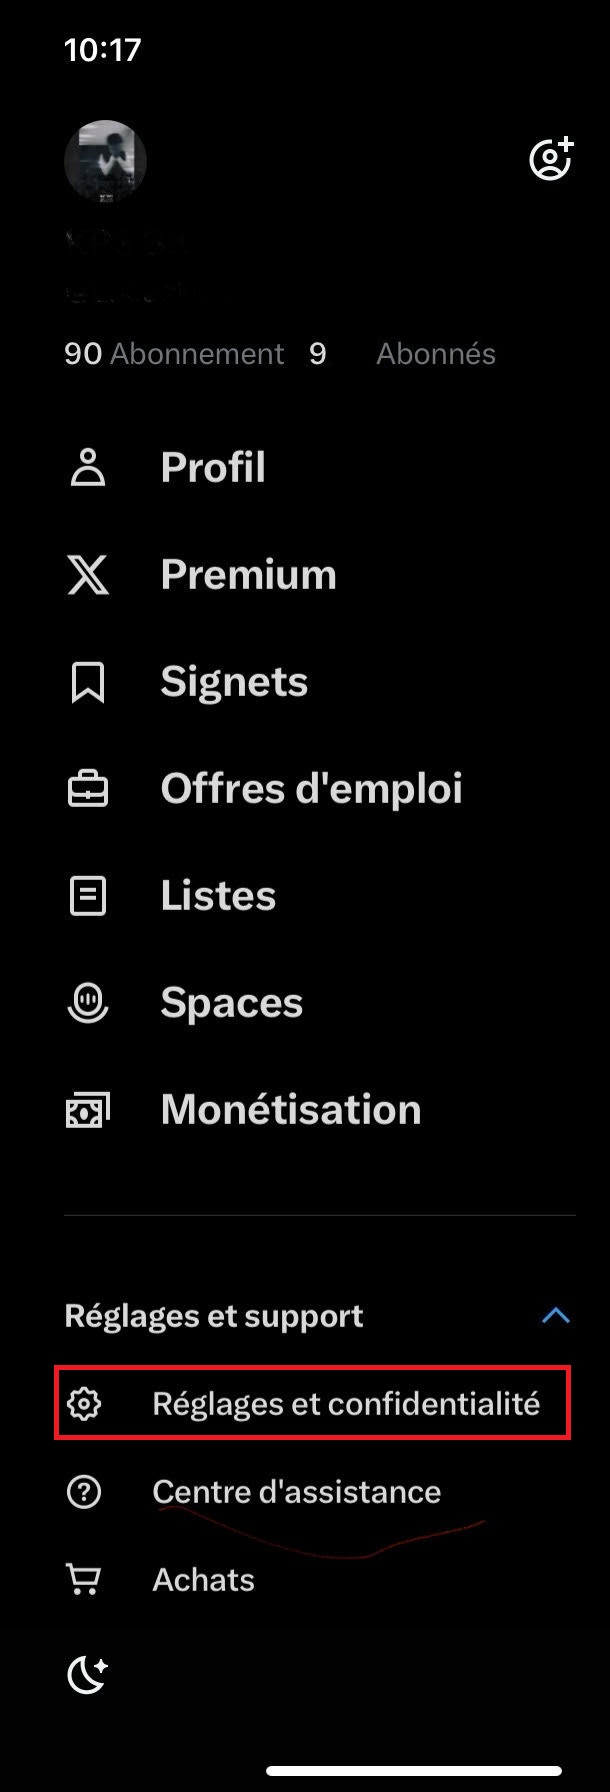 10:17
90 Abonnement 9 Abonnés
Profil
Premium
Signets
Offres d'emploi
Listes
Spaces
Monétisation
Réglages et support
Réglages et confidentialité
Centre d'assistance
Achats